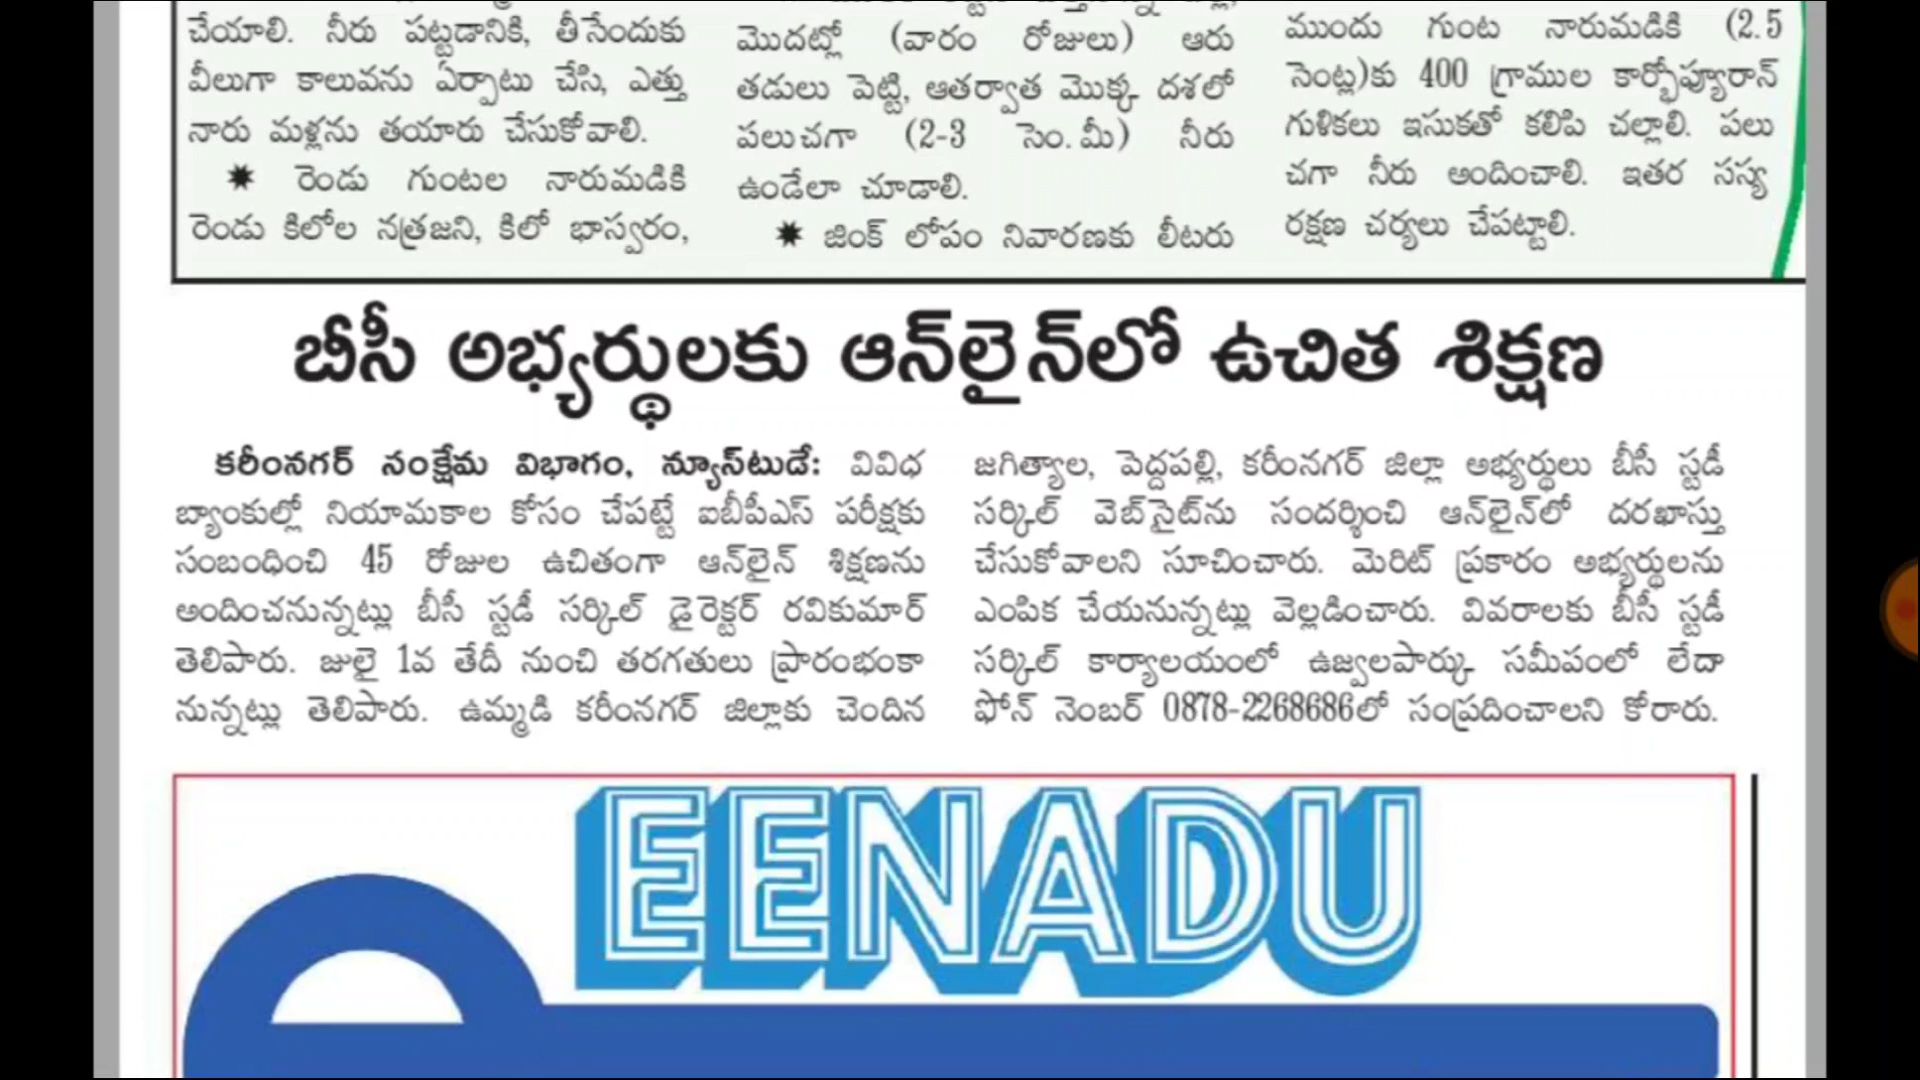 చేయాలి. నీరు పట్టడానికి, తీసేందుకు
వీలుగా కాలువను ఏర్పాటు చేసి, ఎత్తు
నారు మళ్లను తయారు చేసుకోవాలి.
✷ రెండు గుంటల నారుమడికి
రెండు కిలోల నత్రజని, కిలో భాస్వరం,
మొదట్లో (వారం రోజులు) ఆరు
తడులు పెట్టి, ఆతర్వాత మొక్క దశలో
పలుచగా (2-3 సెం.మీ) నీరు
ఉండేలా చూడాలి.
✷ జింక్ లోపం నివారణకు లీటరు
ముందు గుంట నారుమడికి (2.5
సెంట్ల)కు 400 గ్రాముల కార్బోఫ్యూరాన్
గుళికలు ఇసుకతో కలిపి చల్లాలి. పలు
చగా నీరు అందించాలి. ఇతర సస్య
రక్షణ చర్యలు చేపట్టాలి.
బీసీ అభ్యర్థులకు ఆన్‌లైన్‌లో ఉచిత శిక్షణ
కరీంనగర్ సంక్షేమ విభాగం, న్యూస్‌టుడే: వివిధ
బ్యాంకుల్లో నియామకాల కోసం చేపట్టే ఐబీపీఎస్ పరీక్షకు
సంబంధించి 45 రోజుల ఉచితంగా ఆన్‌లైన్ శిక్షణను
అందించనున్నట్లు బీసీ స్టడీ సర్కిల్ డైరెక్టర్ రవికుమార్
తెలిపారు. జులై 1వ తేదీ నుంచి తరగతులు ప్రారంభంకా
నున్నట్లు తెలిపారు. ఉమ్మడి కరీంనగర్ జిల్లాకు చెందిన
జగిత్యాల, పెద్దపల్లి, కరీంనగర్ జిల్లా అభ్యర్థులు బీసీ స్టడీ
సర్కిల్ వెబ్‌సైట్‌ను సందర్శించి ఆన్‌లైన్‌లో దరఖాస్తు
చేసుకోవాలని సూచించారు. మెరిట్ ప్రకారం అభ్యర్థులను
ఎంపిక చేయనున్నట్లు వెల్లడించారు. వివరాలకు బీసీ స్టడీ
సర్కిల్ కార్యాలయంలో ఉజ్వలపార్కు సమీపంలో లేదా
ఫోన్ నెంబర్ 0878-2268686లో సంప్రదించాలని కోరారు.
EENADU